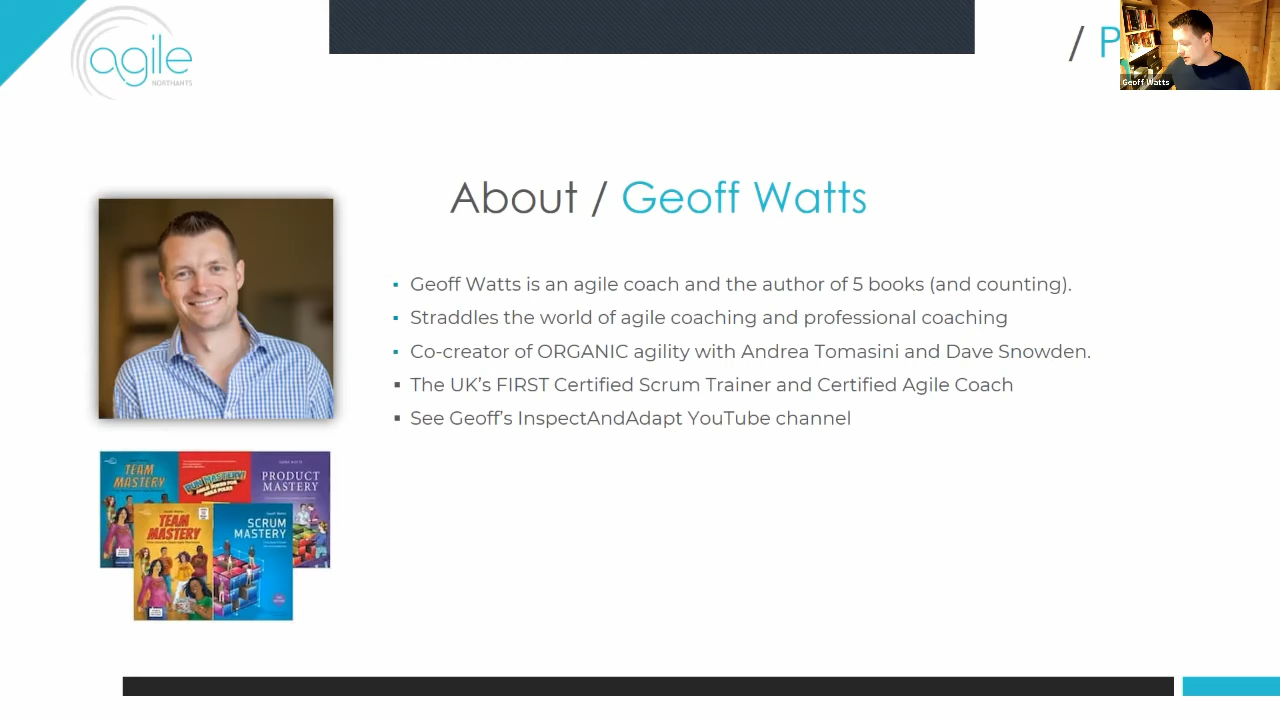 agile
NORTHANTS
/ P
Geoff Watts
About / Geoff Watts
▪ Geoff Watts is an agile coach and the author of 5 books (and counting).
▪ Straddles the world of agile coaching and professional coaching
▪ Co-creator of ORGANIC agility with Andrea Tomasini and Dave Snowden.
▪ The UK's FIRST Certified Scrum Trainer and Certified Agile Coach
▪ See Geoff's InspectAndAdapt YouTube channel
TEAM
MASTERY
PRODUCT
MASTERY
TEAM
MASTERY
SCRUM
MASTERY